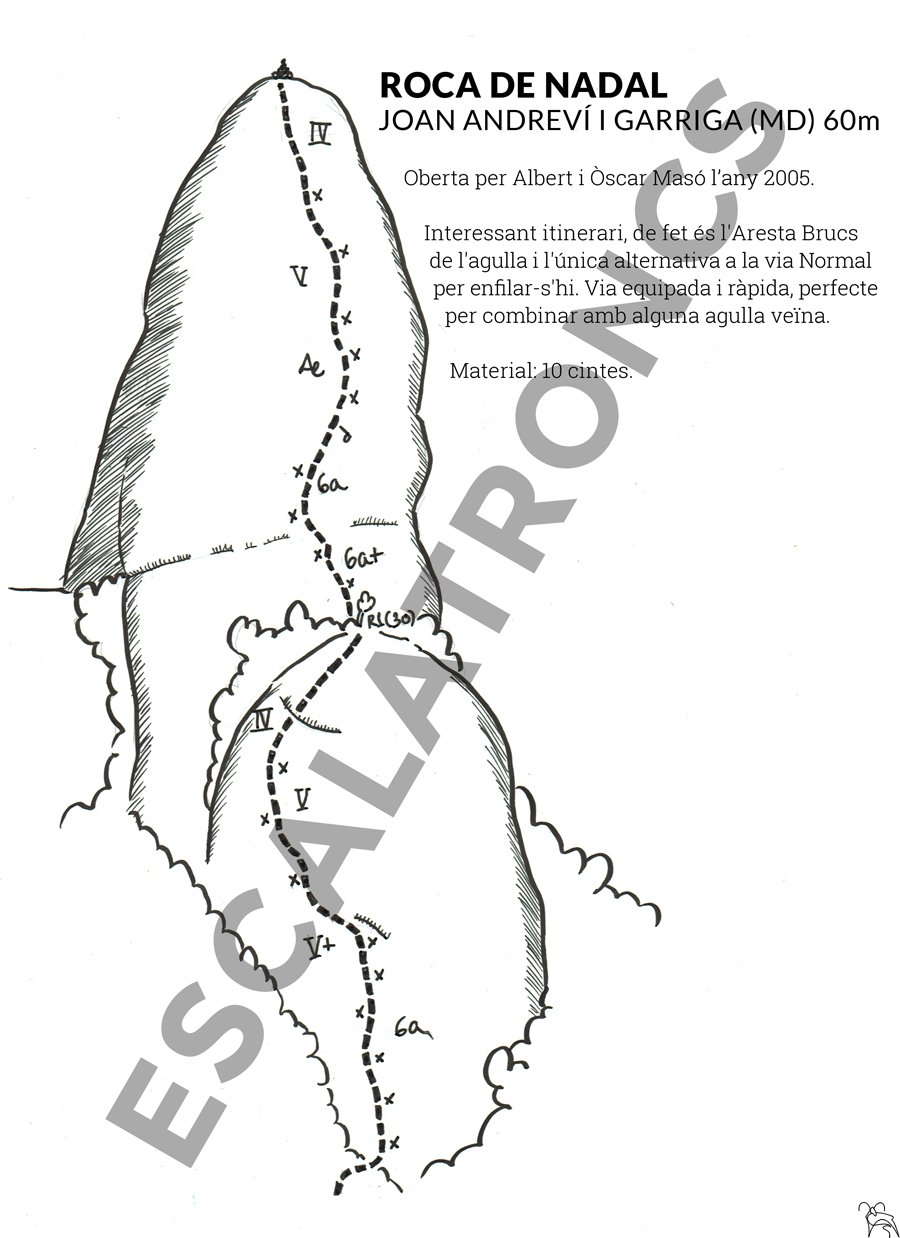 ROCA DE NADAL
JOAN ANDREVÍ I GARRIGA (MD) 60m
Oberta per Albert i Òscar Masó l'any 2005.
Interessant itinerari, de fet és l'Aresta Brucs
de l'agulla i l'única alternativa a la via Normal
per enfilar-s'hi. Via equipada i ràpida, perfecte
per combinar amb alguna agulla veïna.
Material: 10 cintes.
IV
V
Ae
6a
6a+
R1(30)
IV
V
V+
6a
ESCALATRONCS